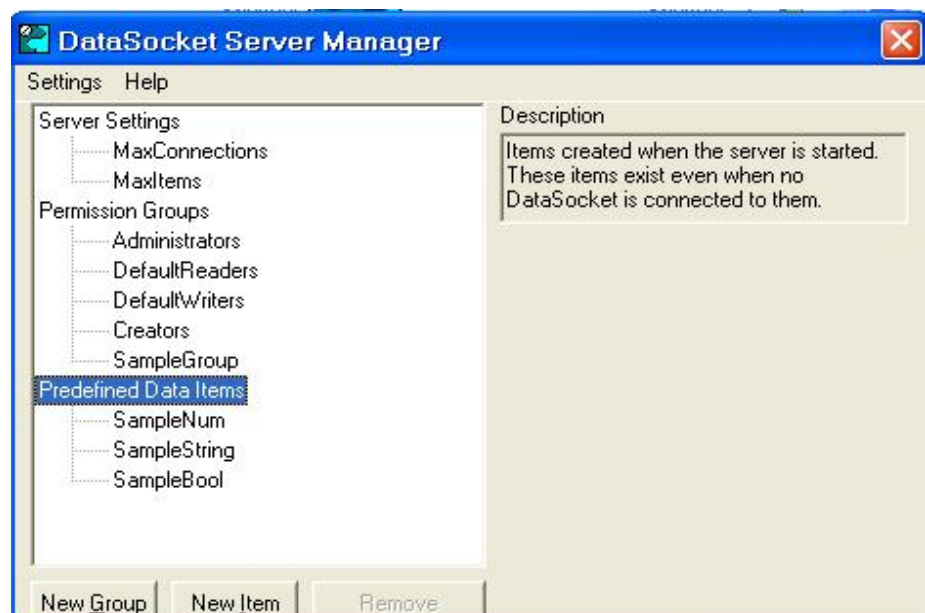 DataSocket Server Manager
Settings Help
Server Settings
MaxConnections
MaxItems
Permission Groups
Administrators
DefaultReaders
DefaultWriters
Creators
SampleGroup
Predefined Data Items
SampleNum
SampleString
SampleBool
Description
Items created when the server is started.
These items exist even when no
DataSocket is connected to them.
New Group New Item Remove